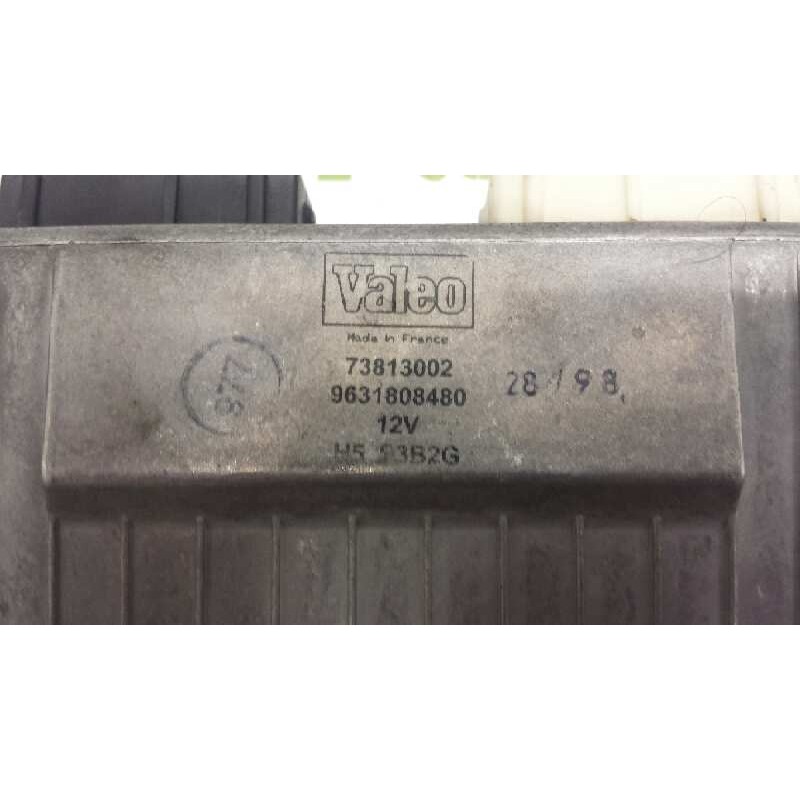 Valeo
Made in France
73813002
9631808480
12V
28/98